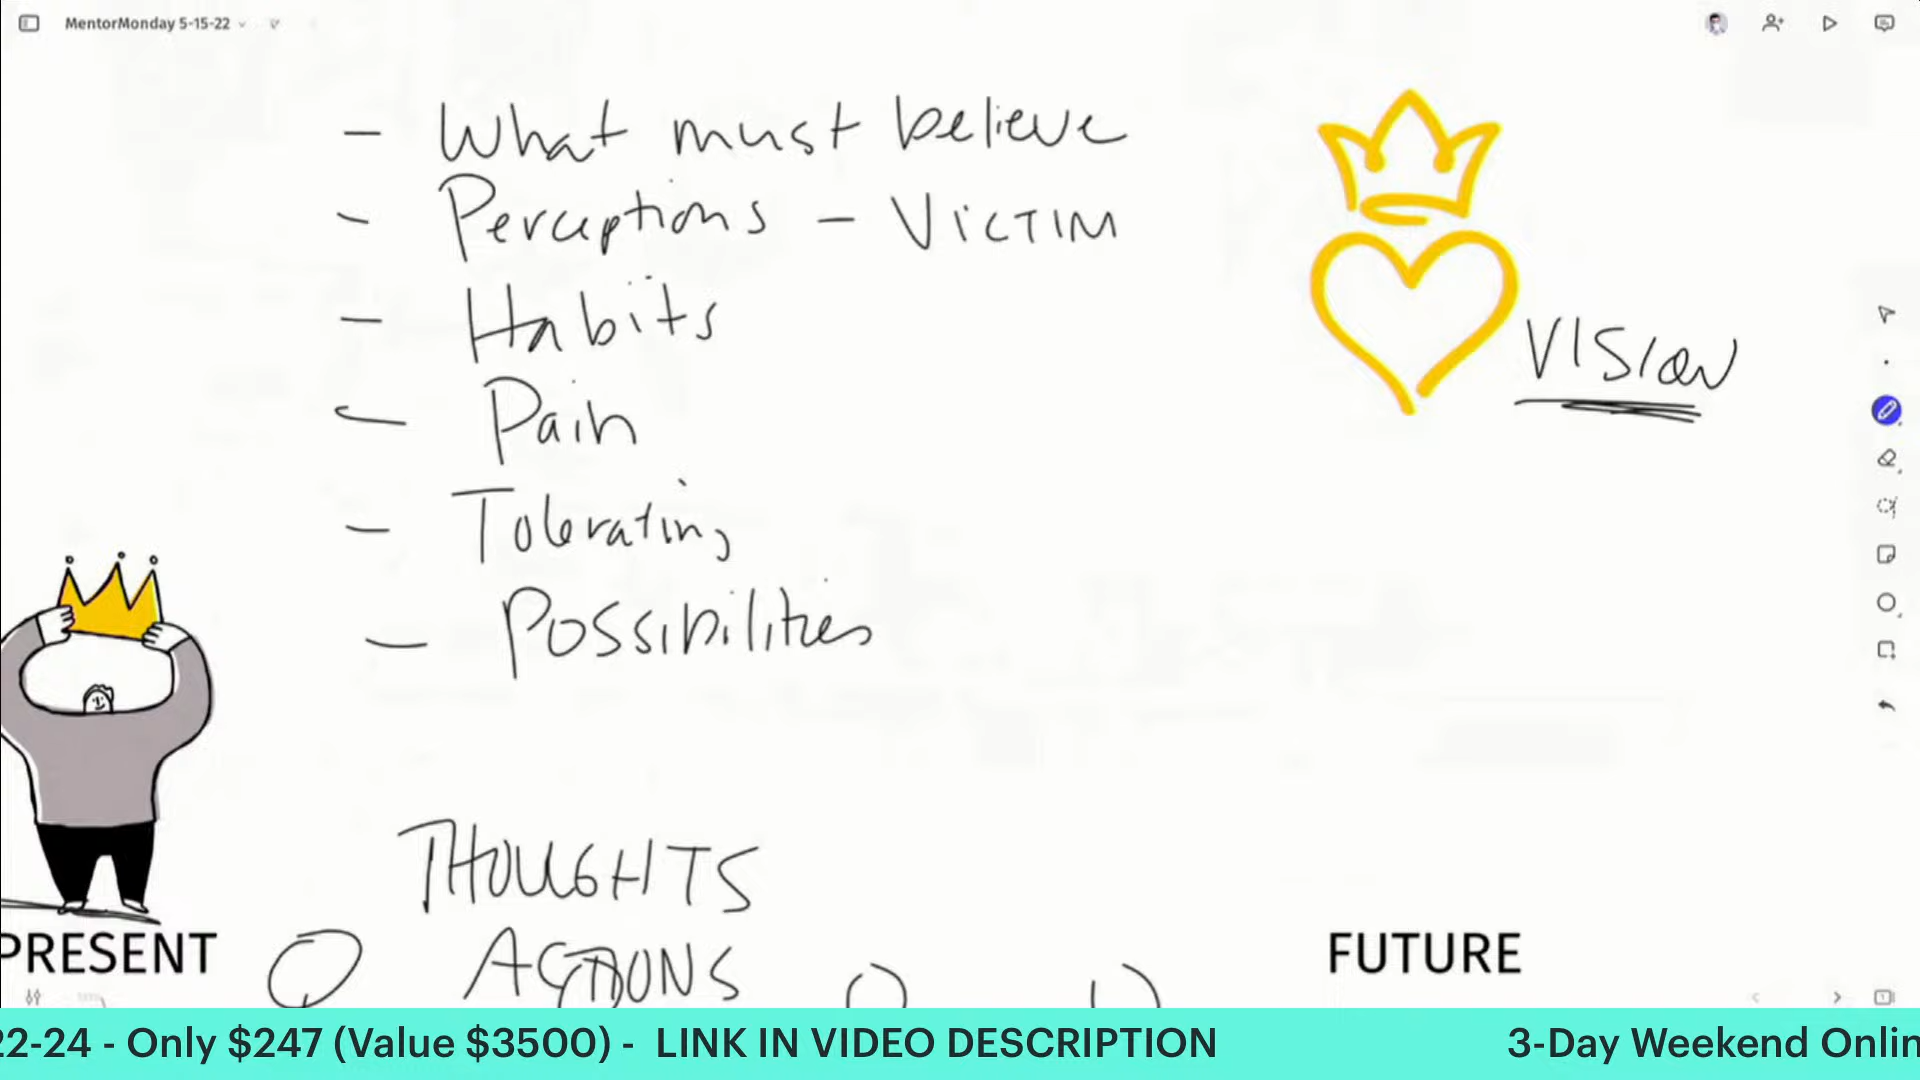 MentorMonday 5-15-22
- What must believe
- Perceptions - VICTIM
- Habits
- Pain
- Tolerating
- Possibilities
VISION
THOUGHTS
ACTIONS
PRESENT
FUTURE
22-24 - Only $247 (Value $3500) - LINK IN VIDEO DESCRIPTION 3-Day Weekend Onlin